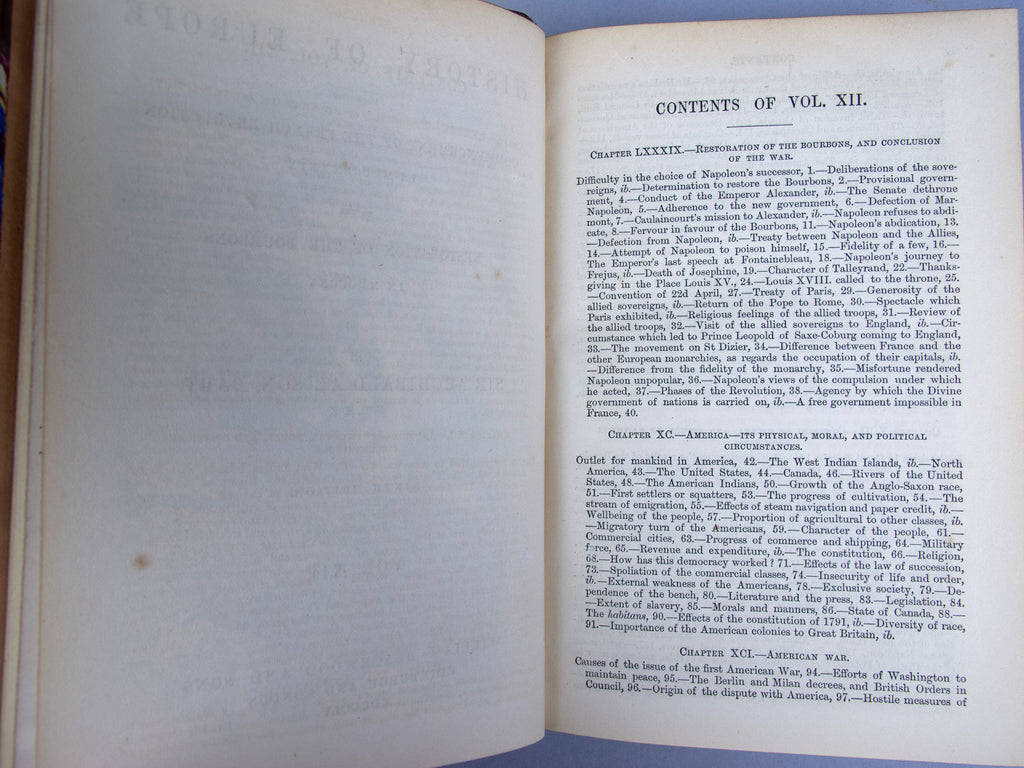 HISTORY OF EUROPE
CONTENTS OF VOL. XII.
CHAPTER LXXXIX.—RESTORATION OF THE BOURBONS, AND CONCLUSION
OF THE WAR.
Difficulty in the choice of Napoleon's successor, 1.—Deliberations of the sove-
reigns, ib.—Determination to restore the Bourbons, 2.—Provisional govern-
ment, 4.—Conduct of the Emperor Alexander, ib.—The Senate dethrone
Napoleon, 5.—Adherence to the new government, 6.—Defection of Mar-
mont, 7.—Caulaincourt's mission to Alexander, ib.—Napoleon refuses to abdi-
cate, 8.—Fervour in favour of the Bourbons, 11.—Napoleon's abdication, 13.
—Defection from Napoleon, ib.—Treaty between Napoleon and the Allies,
14.—Attempt of Napoleon to poison himself, 15.—Fidelity of a few, 16.—
The Emperor's last speech at Fontainebleau, 18.—Napoleon's journey to
Frejus, ib.—Death of Josephine, 19.—Character of Talleyrand, 22.—Thanks-
giving in the Place Louis XV., 24.—Louis XVIII. called to the throne, 25.
—Convention of 22d April, 27.—Treaty of Paris, 29.—Generosity of the
allied sovereigns, ib.—Return of the Pope to Rome, 30.—Spectacle which
Paris exhibited, ib.—Religious feelings of the allied troops, 31.—Review of
the allied troops, 32.—Visit of the allied sovereigns to England, ib.—Cir-
cumstance which led to Prince Leopold of Saxe-Coburg coming to England,
33.—The movement on St Dizier, 34.—Difference between France and the
other European monarchies, as regards the occupation of their capitals, ib.
—Difference from the fidelity of the monarchy, 35.—Misfortune rendered
Napoleon unpopular, 36.—Napoleon's views of the compulsion under which
he acted, 37.—Phases of the Revolution, 38.—Agency by which the Divine
government of nations is carried on, ib.—A free government impossible in
France, 40.
CHAPTER XC.—AMERICA—ITS PHYSICAL, MORAL, AND POLITICAL
CIRCUMSTANCES.
Outlet for mankind in America, 42.—The West Indian Islands, ib.—North
America, 43.—The United States, 44.—Canada, 46.—Rivers of the United
States, 48.—The American Indians, 50.—Growth of the Anglo-Saxon race,
51.—First settlers or squatters, 53.—The progress of cultivation, 54.—The
stream of emigration, 55.—Effects of steam navigation and paper credit, ib.—
Wellbeing of the people, 57.—Proportion of agricultural to other classes, ib.
—Migratory turn of the Americans, 59.—Character of the people, 61.—
Commercial cities, 63.—Progress of commerce and shipping, 64.—Military
force, 65.—Revenue and expenditure, ib.—The constitution, 66.—Religion,
68.—How has this democracy worked? 71.—Effects of the law of succession,
73.—Spoliation of the commercial classes, 74.—Insecurity of life and order,
ib.—External weakness of the Americans, 78.—Exclusive society, 79.—De-
pendence of the bench, 80.—Literature and the press, 83.—Legislation, 84.
—Extent of slavery, 85.—Morals and manners, 86.—State of Canada, 88.—
The habitans, 90.—Effects of the constitution of 1791, ib.—Diversity of race,
91.—Importance of the American colonies to Great Britain, ib.
CHAPTER XCI.—AMERICAN WAR.
Causes of the issue of the first American War, 94.—Efforts of Washington to
maintain peace, 95.—The Berlin and Milan decrees, and British Orders in
Council, 96.—Origin of the dispute with America, 97.—Hostile measures of